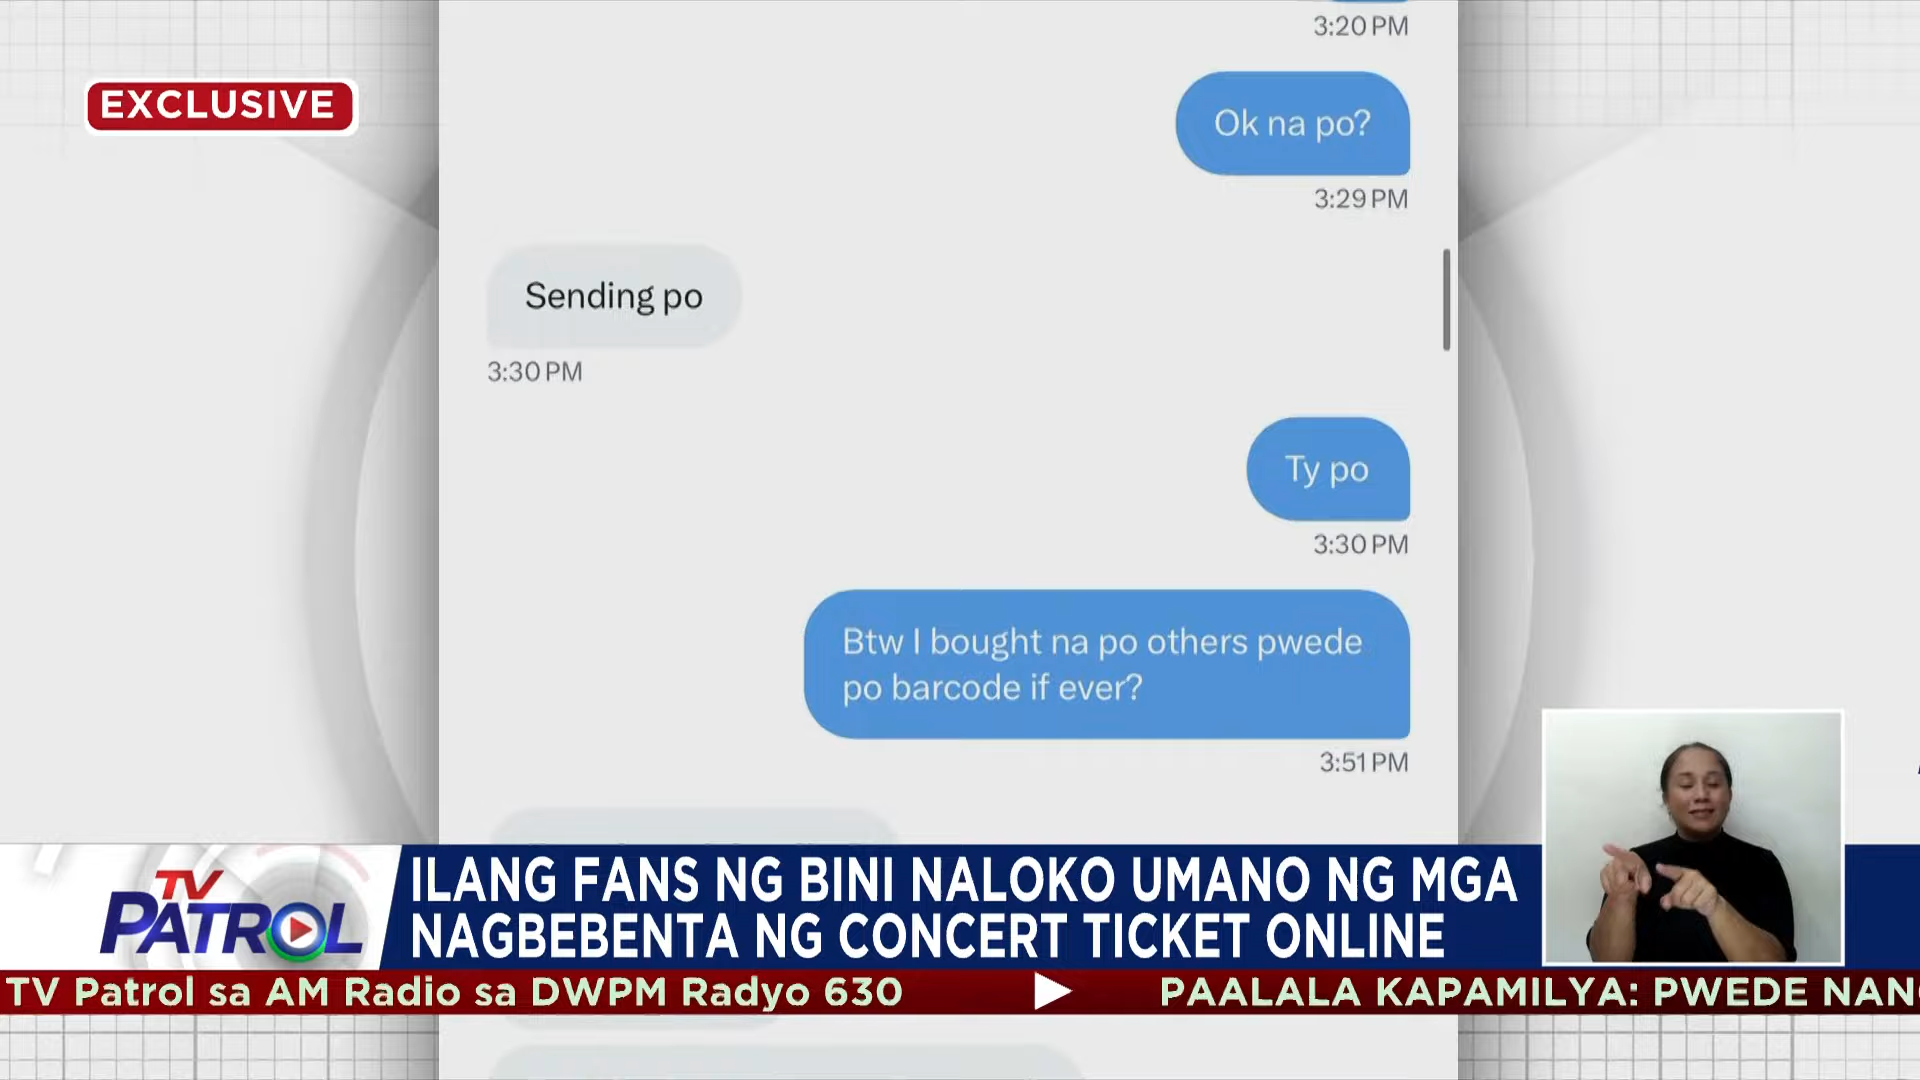 3:20 PM
EXCLUSIVE
Ok na po?
3:29 PM
Sending po
3:30 PM
Ty po
3:30 PM
Btw I bought na po others pwede
po barcode if ever?
3:51 PM
TV PATROL
ILANG FANS NG BINI NALOKO UMANO NG MGA
NAGBEBENTA NG CONCERT TICKET ONLINE
TV Patrol sa AM Radio sa DWPM Radyo 630
PAALALA KAPAMILYA: PWEDE